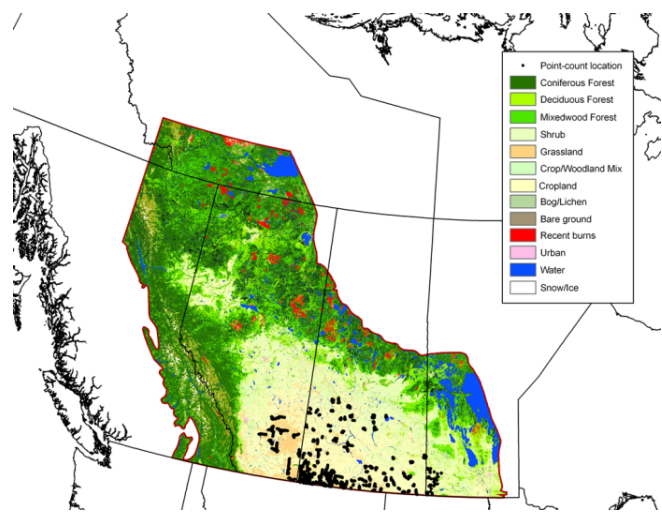 Point-count location
Coniferous Forest
Deciduous Forest
Mixedwood Forest
Shrub
Grassland
Crop/Woodland Mix
Cropland
Bog/Lichen
Bare ground
Recent burns
Urban
Water
Snow/Ice